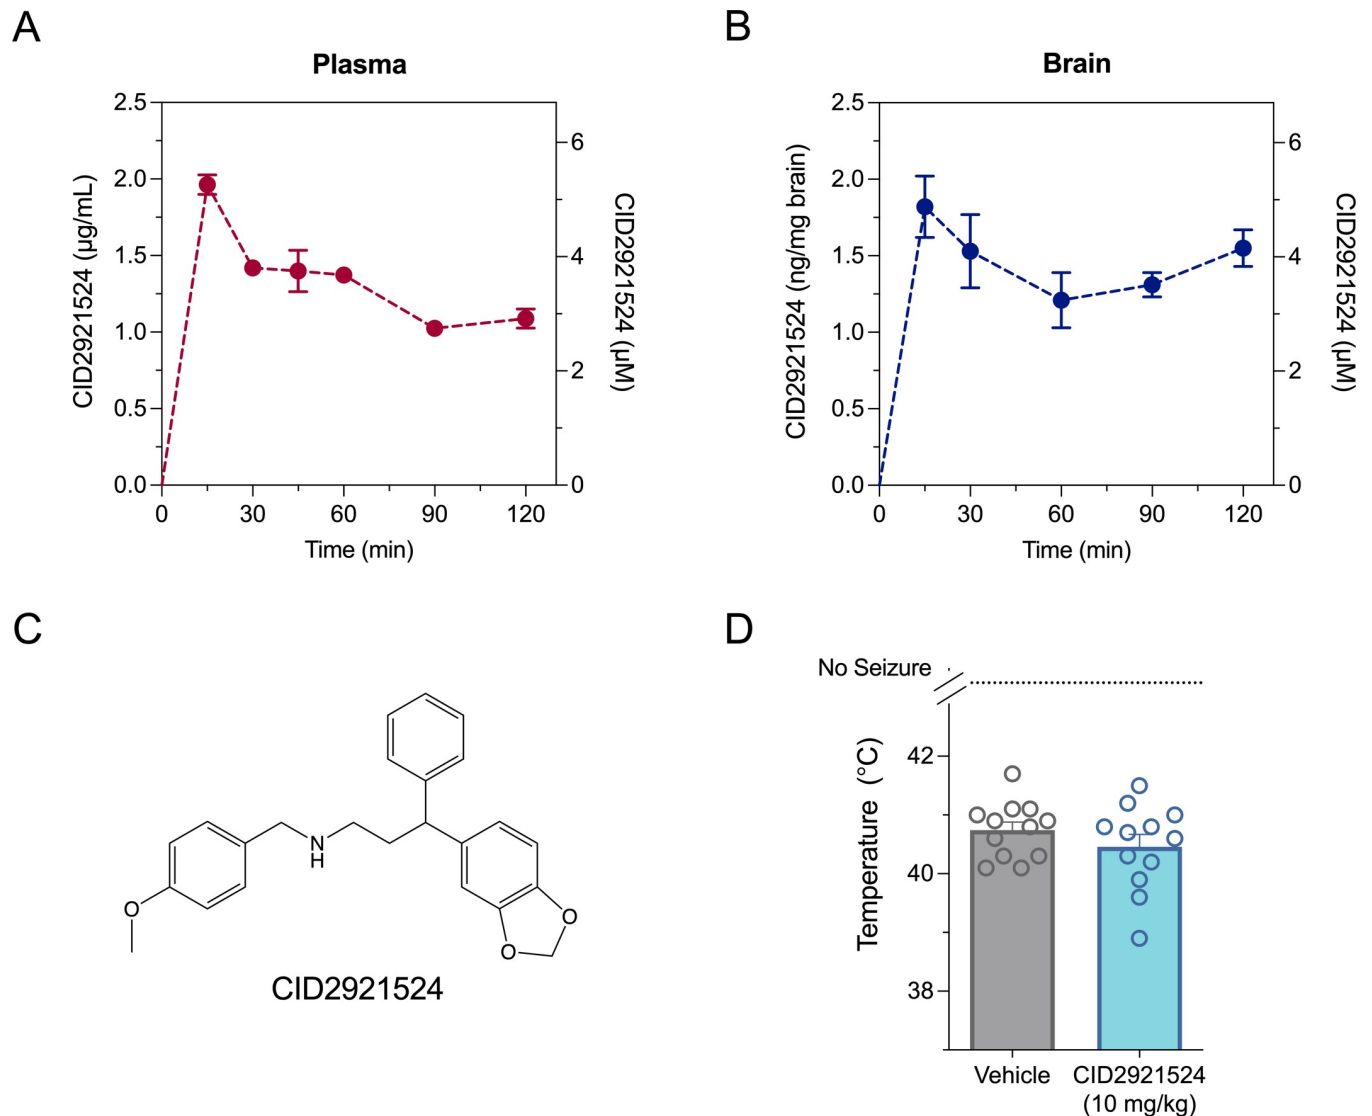 A
Plasma
CID2921524 (µg/mL)
2.5
2.0
1.5
1.0
0.5
0.0
0
30
60
90
120
Time (min)
6
4
2
0
CID2921524 (µM)
B
Brain
CID2921524 (ng/mg brain)
2.5
2.0
1.5
1.0
0.5
0.0
0
30
60
90
120
Time (min)
6
4
2
0
CID2921524 (µM)
C
O
N
H
O
O
CID2921524
D
No Seizure
Temperature (°C)
42
40
38
Vehicle
CID2921524
(10 mg/kg)